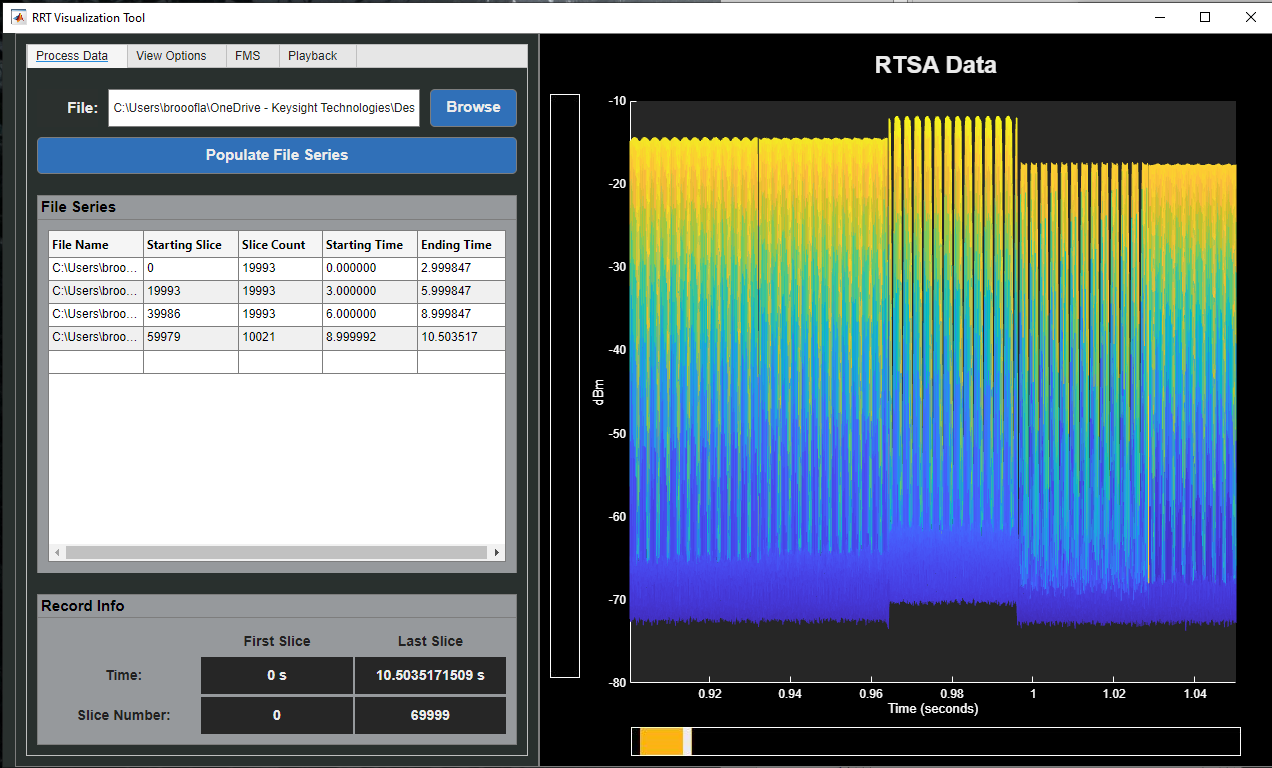 RRT Visualization Tool
Process Data View Options FMS Playback
File: C:\Users\brooofla\OneDrive - Keysight Technologies\Des Browse
Populate File Series
File Series
File Name Starting Slice Slice Count Starting Time Ending Time
C:\Users\broo... 0 19993 0.000000 2.999847
C:\Users\broo... 19993 19993 3.000000 5.999847
C:\Users\broo... 39986 19993 6.000000 8.999847
C:\Users\broo... 59979 10021 8.999992 10.503517
Record Info
First Slice Last Slice
Time: 0 s 10.5035171509 s
Slice Number: 0 69999
RTSA Data
-10
-20
-30
-40
-50
-60
-70
-80
dBm
0.92 0.94 0.96 0.98 1 1.02 1.04
Time (seconds)